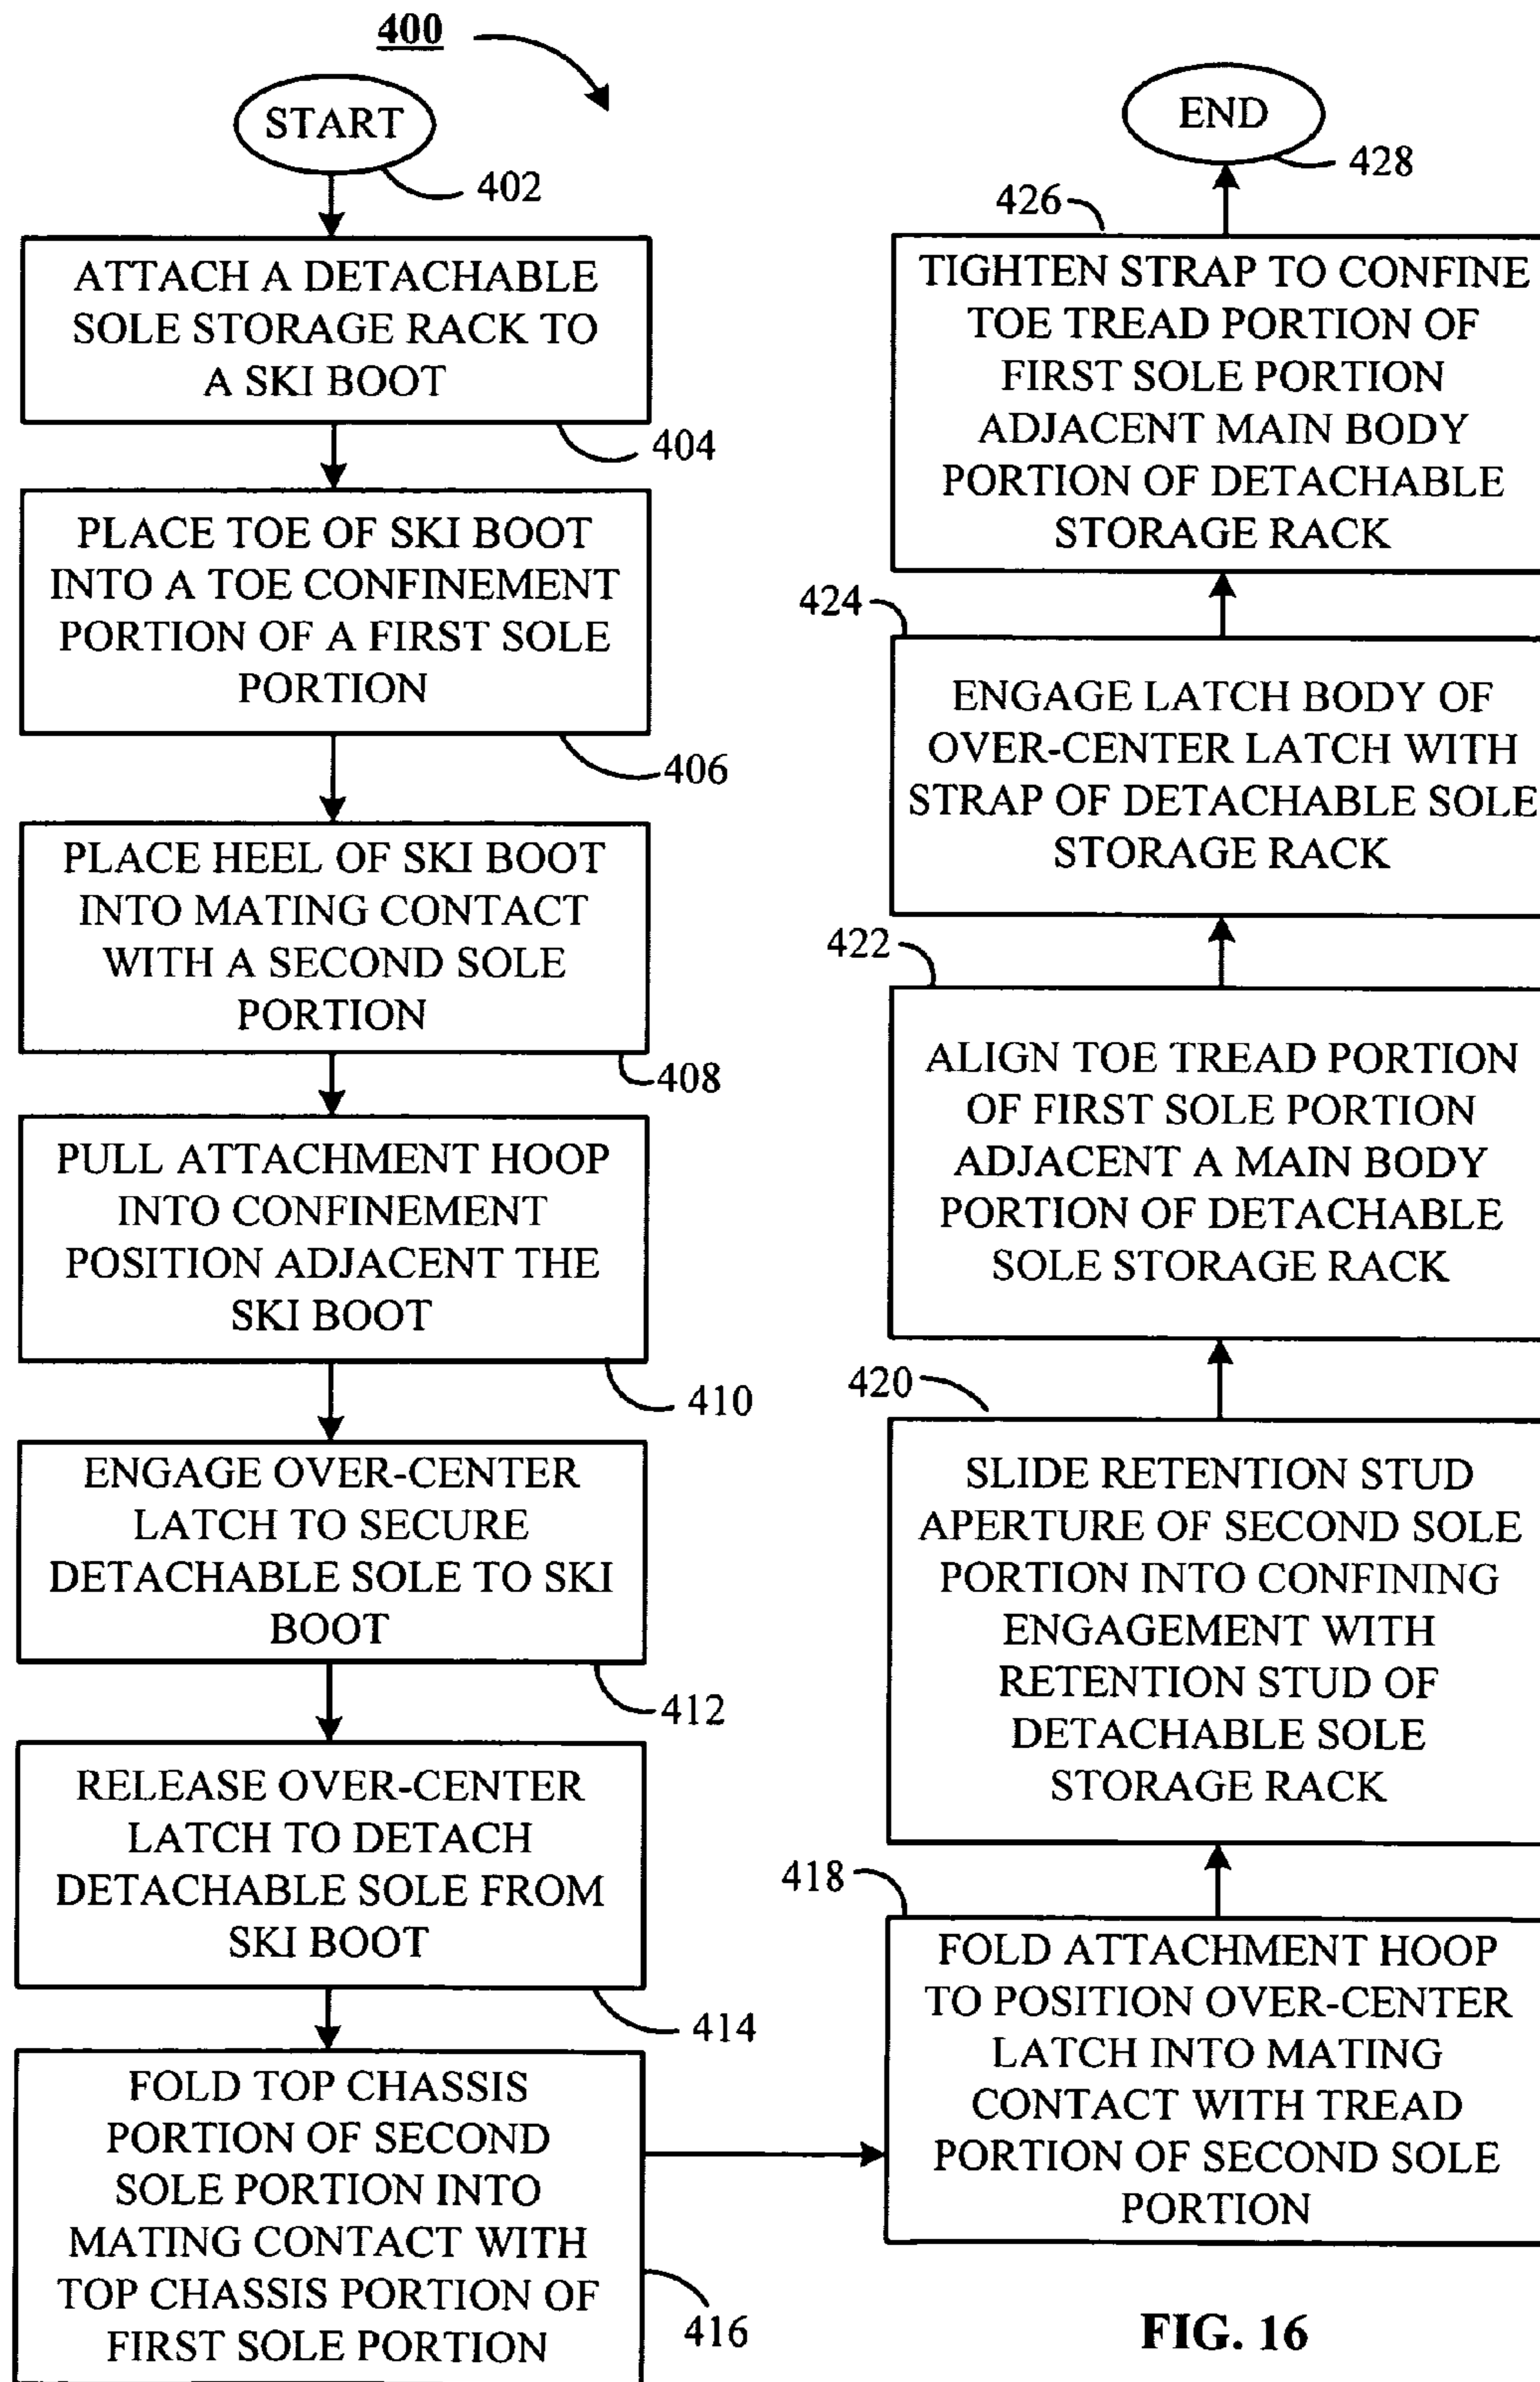 400
START
402
ATTACH A DETACHABLE
SOLE STORAGE RACK TO
A SKI BOOT
404
PLACE TOE OF SKI BOOT
INTO A TOE CONFINEMENT
PORTION OF A FIRST SOLE
PORTION
406
PLACE HEEL OF SKI BOOT
INTO MATING CONTACT
WITH A SECOND SOLE
PORTION
408
PULL ATTACHMENT HOOP
INTO CONFINEMENT
POSITION ADJACENT THE
SKI BOOT
410
ENGAGE OVER-CENTER
LATCH TO SECURE
DETACHABLE SOLE TO SKI
BOOT
412
RELEASE OVER-CENTER
LATCH TO DETACH
DETACHABLE SOLE FROM
SKI BOOT
414
FOLD TOP CHASSIS
PORTION OF SECOND
SOLE PORTION INTO
MATING CONTACT WITH
TOP CHASSIS PORTION OF
FIRST SOLE PORTION
416
418
FOLD ATTACHMENT HOOP
TO POSITION OVER-CENTER
LATCH INTO MATING
CONTACT WITH TREAD
PORTION OF SECOND SOLE
PORTION
420
SLIDE RETENTION STUD
APERTURE OF SECOND SOLE
PORTION INTO CONFINING
ENGAGEMENT WITH
RETENTION STUD OF
DETACHABLE SOLE
STORAGE RACK
422
ALIGN TOE TREAD PORTION
OF FIRST SOLE PORTION
ADJACENT A MAIN BODY
PORTION OF DETACHABLE
SOLE STORAGE RACK
424
ENGAGE LATCH BODY OF
OVER-CENTER LATCH WITH
STRAP OF DETACHABLE SOLE
STORAGE RACK
426
TIGHTEN STRAP TO CONFINE
TOE TREAD PORTION OF
FIRST SOLE PORTION
ADJACENT MAIN BODY
PORTION OF DETACHABLE
STORAGE RACK
END
428
FIG. 16